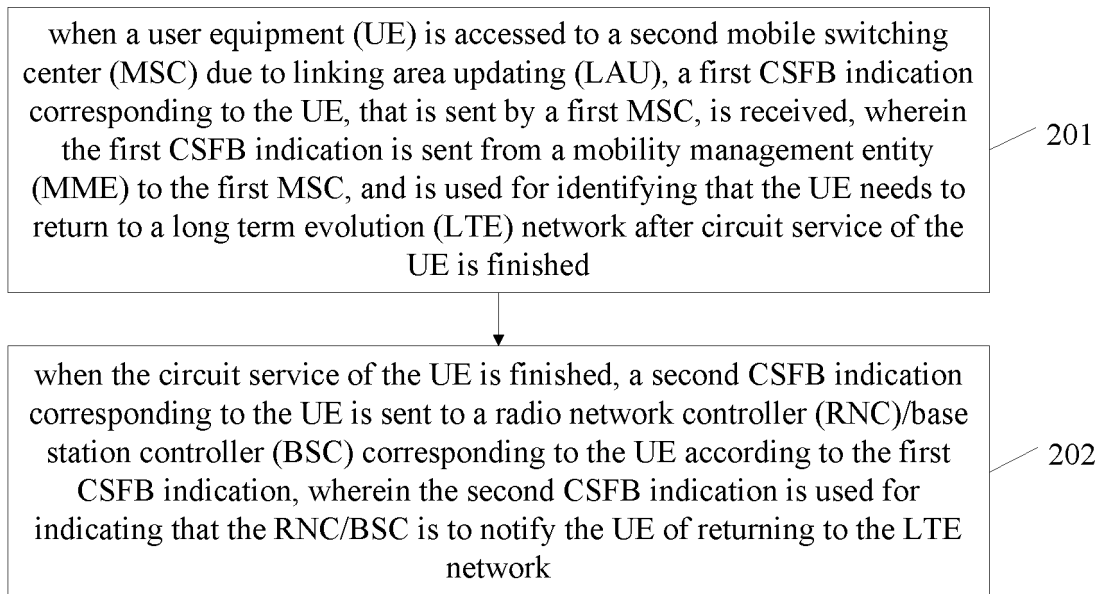 when a user equipment (UE) is accessed to a second mobile switching
center (MSC) due to linking area updating (LAU), a first CSFB indication
corresponding to the UE, that is sent by a first MSC, is received, wherein
the first CSFB indication is sent from a mobility management entity
(MME) to the first MSC, and is used for identifying that the UE needs to
return to a long term evolution (LTE) network after circuit service of the
UE is finished
201
when the circuit service of the UE is finished, a second CSFB indication
corresponding to the UE is sent to a radio network controller (RNC)/base
station controller (BSC) corresponding to the UE according to the first
CSFB indication, wherein the second CSFB indication is used for
indicating that the RNC/BSC is to notify the UE of returning to the LTE
network
202